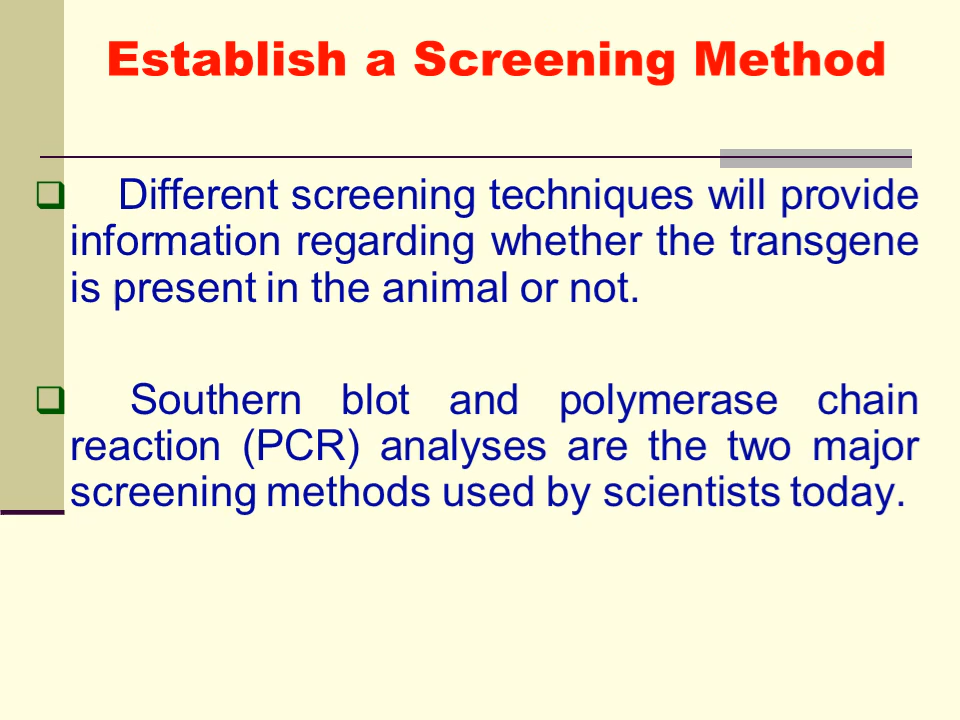 Establish a Screening Method
Different screening techniques will provide
information regarding whether the transgene
is present in the animal or not.
Southern blot and polymerase chain
reaction (PCR) analyses are the two major
screening methods used by scientists today.